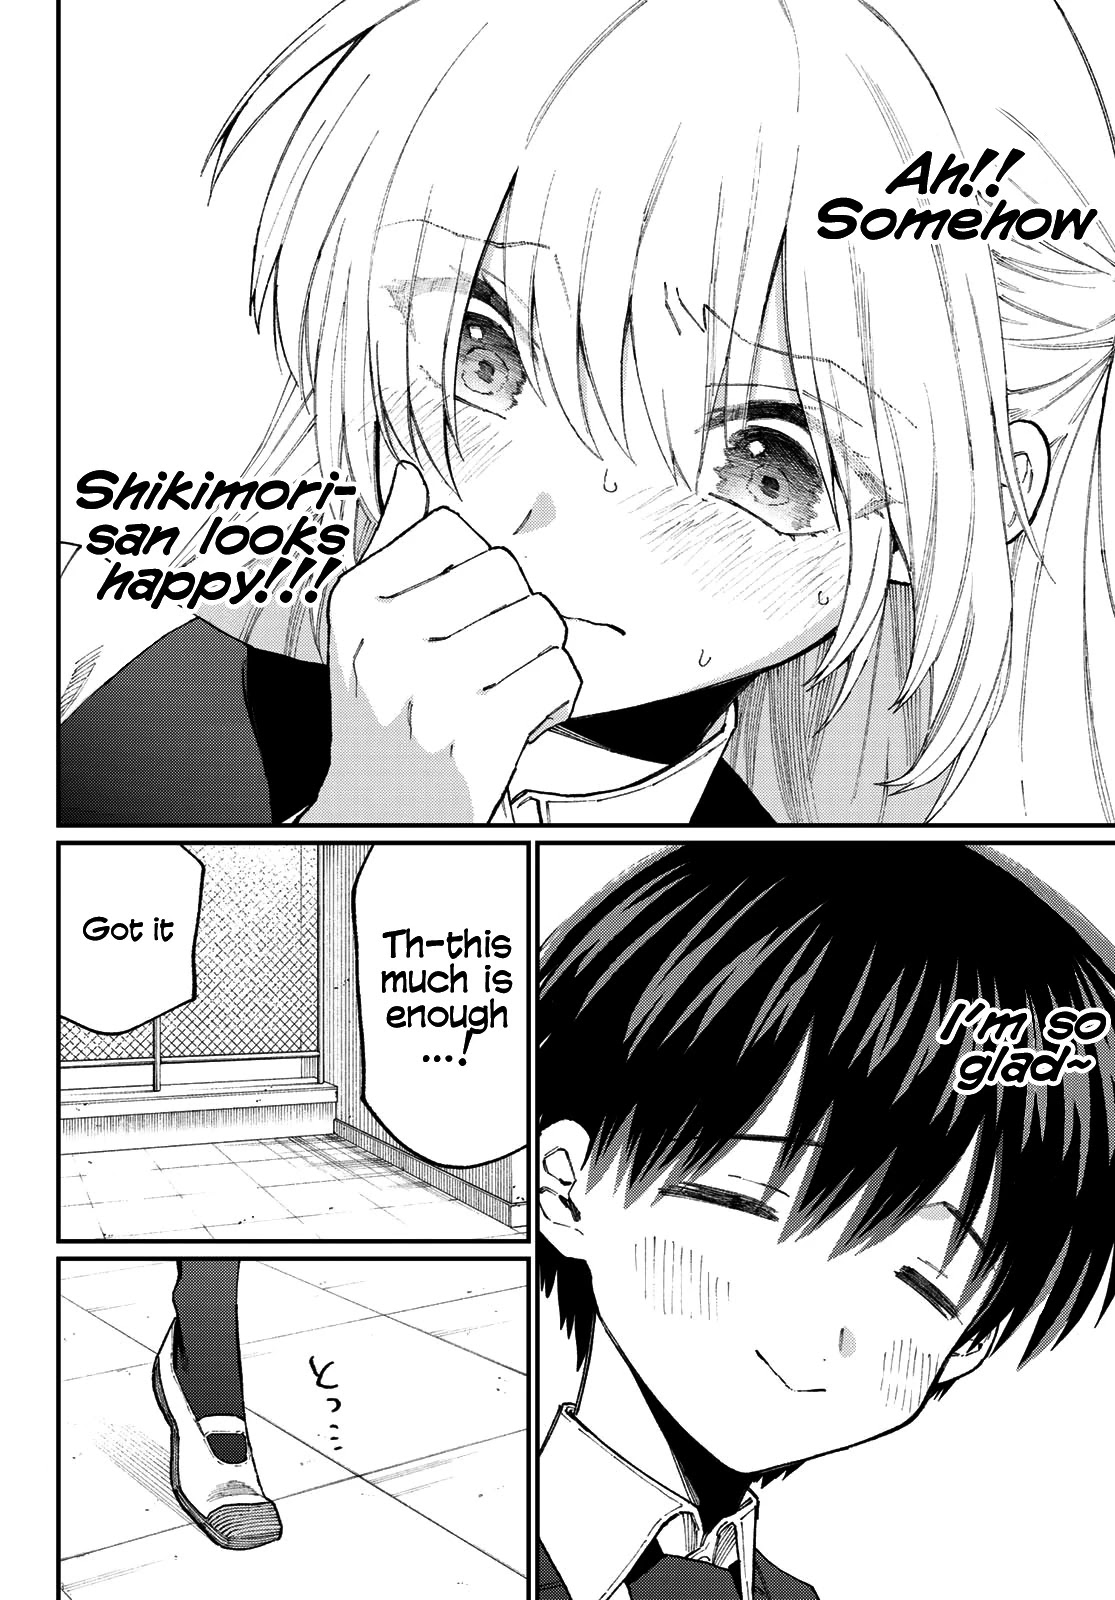 Ah!!
Somehow
Shikimori-
san looks
happy!!!
I'm so
glad~
Th-this
much is
enough
...!
Got it
とっ…